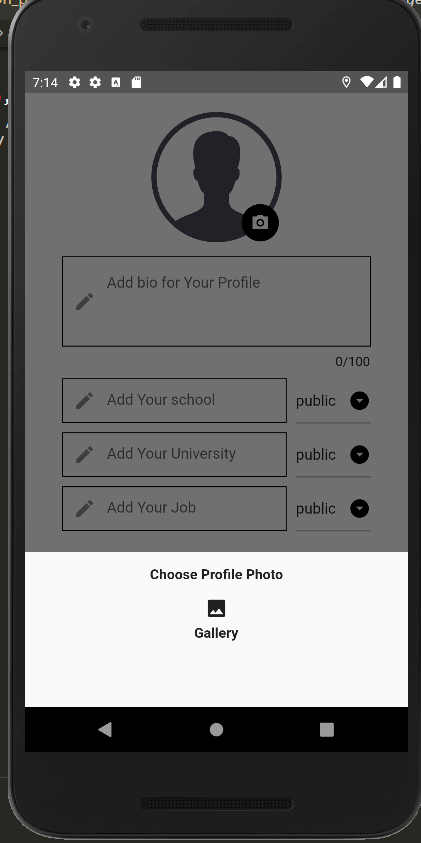 7:14
Add bio for Your Profile
0/100
Add Your school public
Add Your University public
Add Your Job public
Choose Profile Photo
Gallery